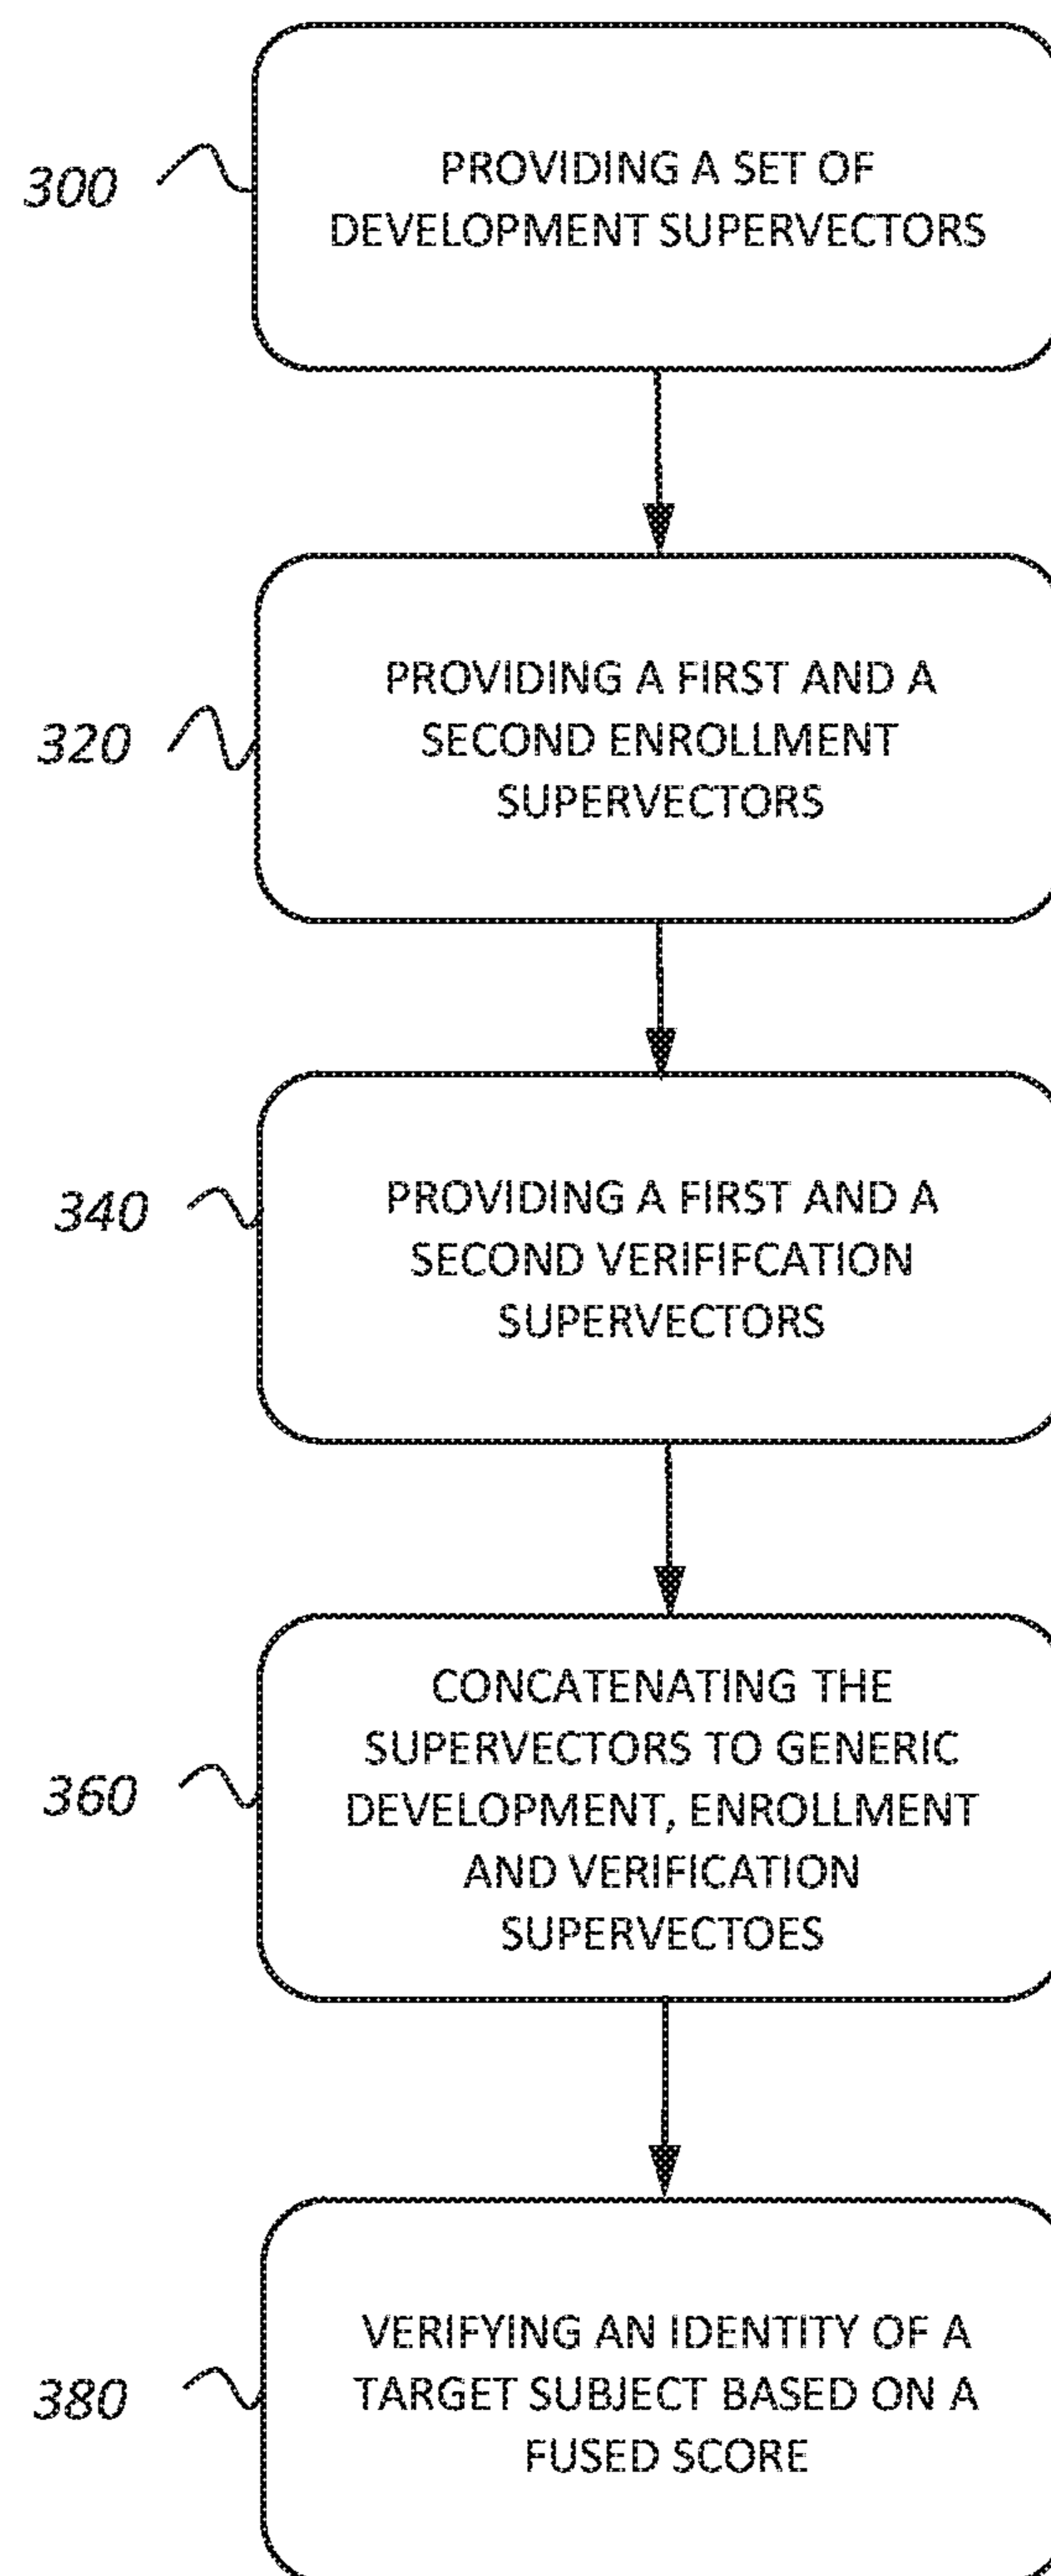 300
PROVIDING A SET OF
DEVELOPMENT SUPERVECTORS
320
PROVIDING A FIRST AND A
SECOND ENROLLMENT
SUPERVECTORS
340
PROVIDING A FIRST AND A
SECOND VERIFIFCATION
SUPERVECTORS
360
CONCATENATING THE
SUPERVECTORS TO GENERIC
DEVELOPMENT, ENROLLMENT
AND VERIFICATION
SUPERVECTOES
380
VERIFYING AN IDENTITY OF A
TARGET SUBJECT BASED ON A
FUSED SCORE